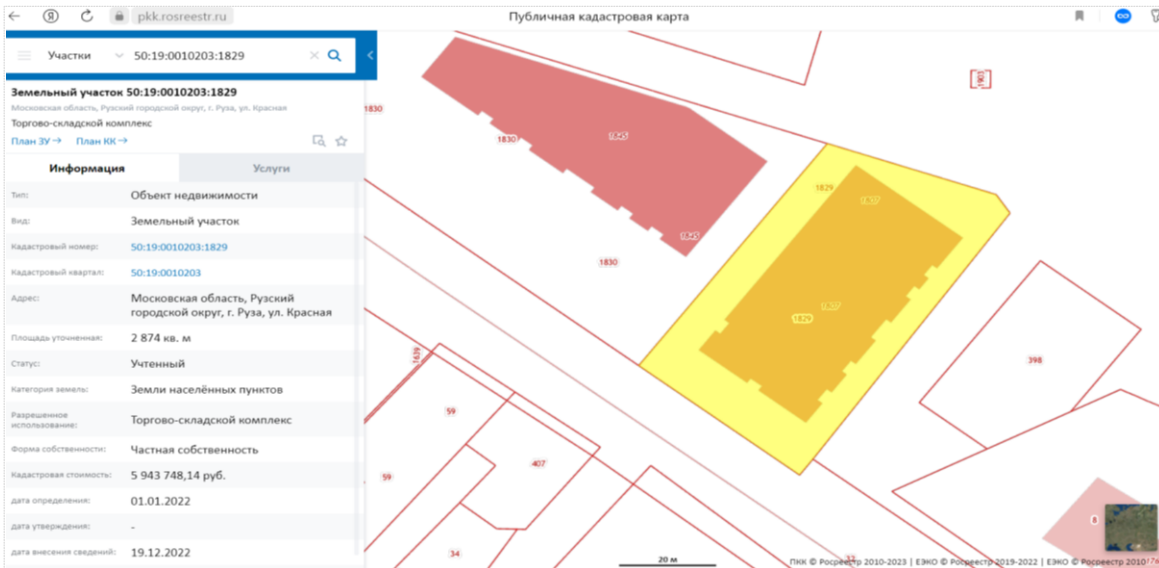 pkk.rosreestr.ru
Публичная кадастровая карта
Участки
50:19:0010203:1829
Земельный участок 50:19:0010203:1829
Московская область, Рузский городской округ, г. Руза, ул. Красная
Торгово-складской комплекс
План ЗУ →
План КК →
Информация
Услуги
Тип: Объект недвижимости
Вид: Земельный участок
Кадастровый номер: 50:19:0010203:1829
Кадастровый квартал: 50:19:0010203
Адрес: Московская область, Рузский
городской округ, г. Руза, ул. Красная
Площадь уточненная: 2 874 кв. м
Статус: Учтенный
Категория земель: Земли населённых пунктов
Разрешенное
использование: Торгово-складской комплекс
Форма собственности: Частная собственность
Кадастровая стоимость: 5 943 748,14 руб.
дата определения: 01.01.2022
дата утверждения: -
дата внесения сведений: 19.12.2022
1903
1830
1830
1845
1829
1845
1830
1829
1639
398
59
407
59
8
34
20 м
ПКК © Росреестр 2010-2023 | ЕЭКО © Росреестр 2019-2022 | ЕЭКО © Росреестр 2010